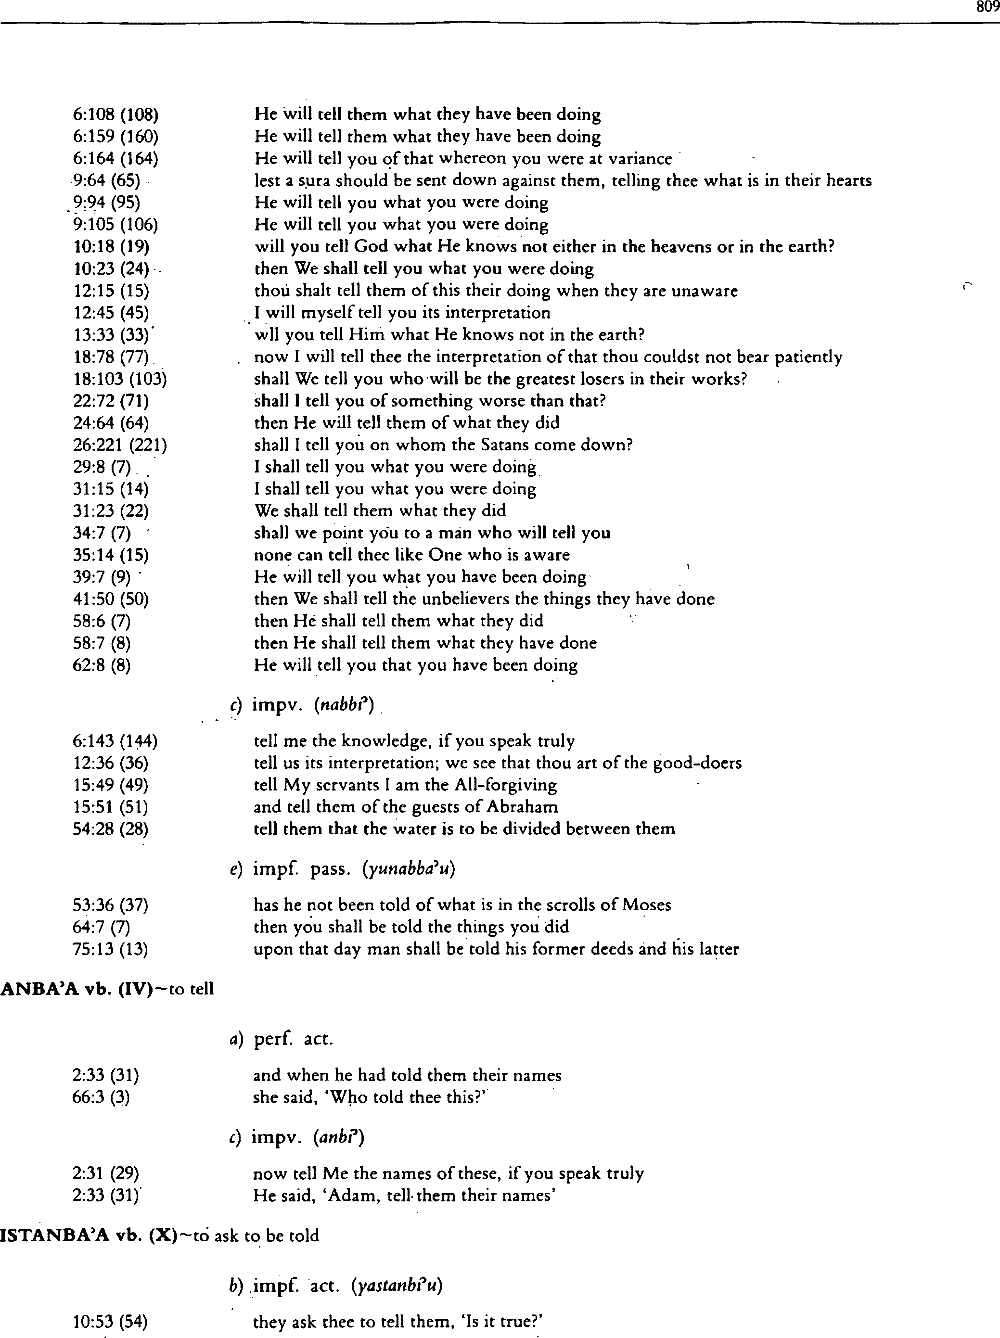 809
6:108 (108) He will tell them what they have been doing
6:159 (160) He will tell them what they have been doing
6:164 (164) He will tell you of that whereon you were at variance
9:64 (65) lest a sura should be sent down against them, telling thee what is in their hearts
9:94 (95) He will tell you what you were doing
9:105 (106) He will tell you what you were doing
10:18 (19) will you tell God what He knows not either in the heavens or in the earth?
10:23 (24) then We shall tell you what you were doing
12:15 (15) thou shalt tell them of this their doing when they are unaware
12:45 (45) I will myself tell you its interpretation
13:33 (33) wll you tell Him what He knows not in the earth?
18:78 (77) now I will tell thee the interpretation of that thou couldst not bear patiently
18:103 (103) shall We tell you who will be the greatest losers in their works?
22:72 (71) shall I tell you of something worse than that?
24:64 (64) then He will tell them of what they did
26:221 (221) shall I tell you on whom the Satans come down?
29:8 (7) I shall tell you what you were doing
31:15 (14) I shall tell you what you were doing
31:23 (22) We shall tell them what they did
34:7 (7) shall we point you to a man who will tell you
35:14 (15) none can tell thee like One who is aware
39:7 (9) He will tell you what you have been doing
41:50 (50) then We shall tell the unbelievers the things they have done
58:6 (7) then He shall tell them what they did
58:7 (8) then He shall tell them what they have done
62:8 (8) He will tell you that you have been doing
c) impv. (nabbiʾ)
6:143 (144) tell me the knowledge, if you speak truly
12:36 (36) tell us its interpretation; we see that thou art of the good-doers
15:49 (49) tell My servants I am the All-forgiving
15:51 (51) and tell them of the guests of Abraham
54:28 (28) tell them that the water is to be divided between them
e) impf. pass. (yunabbaʾu)
53:36 (37) has he not been told of what is in the scrolls of Moses
64:7 (7) then you shall be told the things you did
75:13 (13) upon that day man shall be told his former deeds and his latter
ANBAʾA vb. (IV)~to tell
a) perf. act.
2:33 (31) and when he had told them their names
66:3 (3) she said, ‘Who told thee this?’
c) impv. (anbiʾ)
2:31 (29) now tell Me the names of these, if you speak truly
2:33 (31) He said, ‘Adam, tell them their names’
ISTANBAʾA vb. (X)~to ask to be told
b) impf. act. (yastanbiʾu)
10:53 (54) they ask thee to tell them, ‘Is it true?’